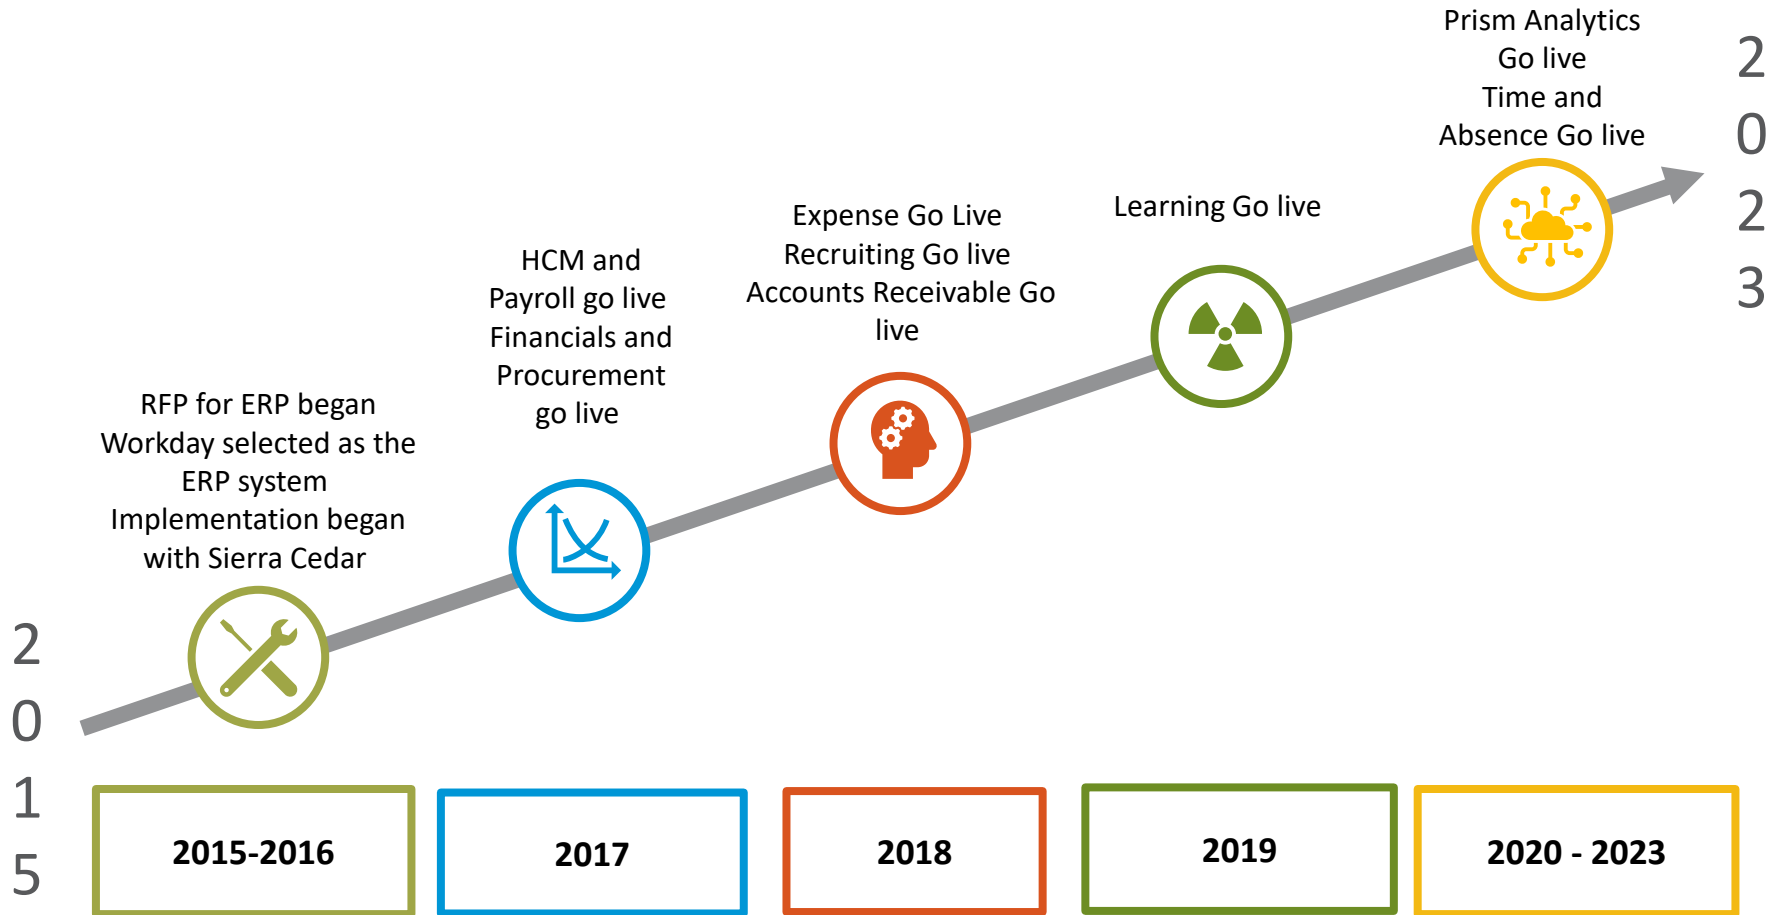 2
0
1
5
RFP for ERP began
Workday selected as the
ERP system
Implementation began
with Sierra Cedar
HCM and
Payroll go live
Financials and
Procurement
go live
Expense Go Live
Recruiting Go live
Accounts Receivable Go
live
Learning Go live
Prism Analytics
Go live
Time and
Absence Go live
2
0
2
3
2015-2016
2017
2018
2019
2020 - 2023